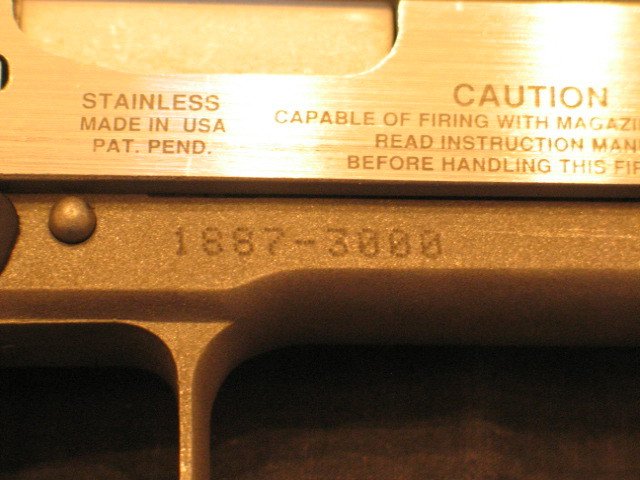 STAINLESS
MADE IN USA
PAT. PEND.
CAUTION
CAPABLE OF FIRING WITH
READ INSTRUCTION
BEFORE HANDLING THIS
1887-3000